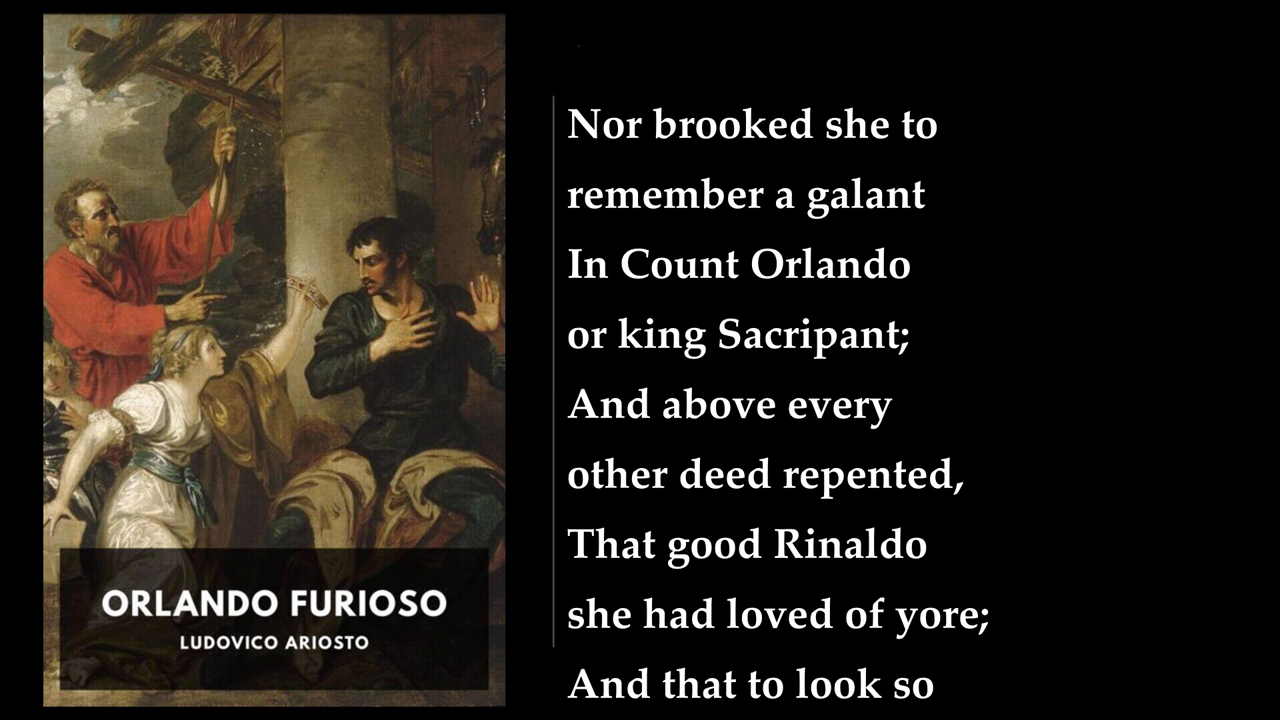 ORLANDO FURIOSO
LUDOVICO ARIOSTO
Nor brooked she to
remember a galant
In Count Orlando
or king Sacripant;
And above every
other deed repented,
That good Rinaldo
she had loved of yore;
And that to look so